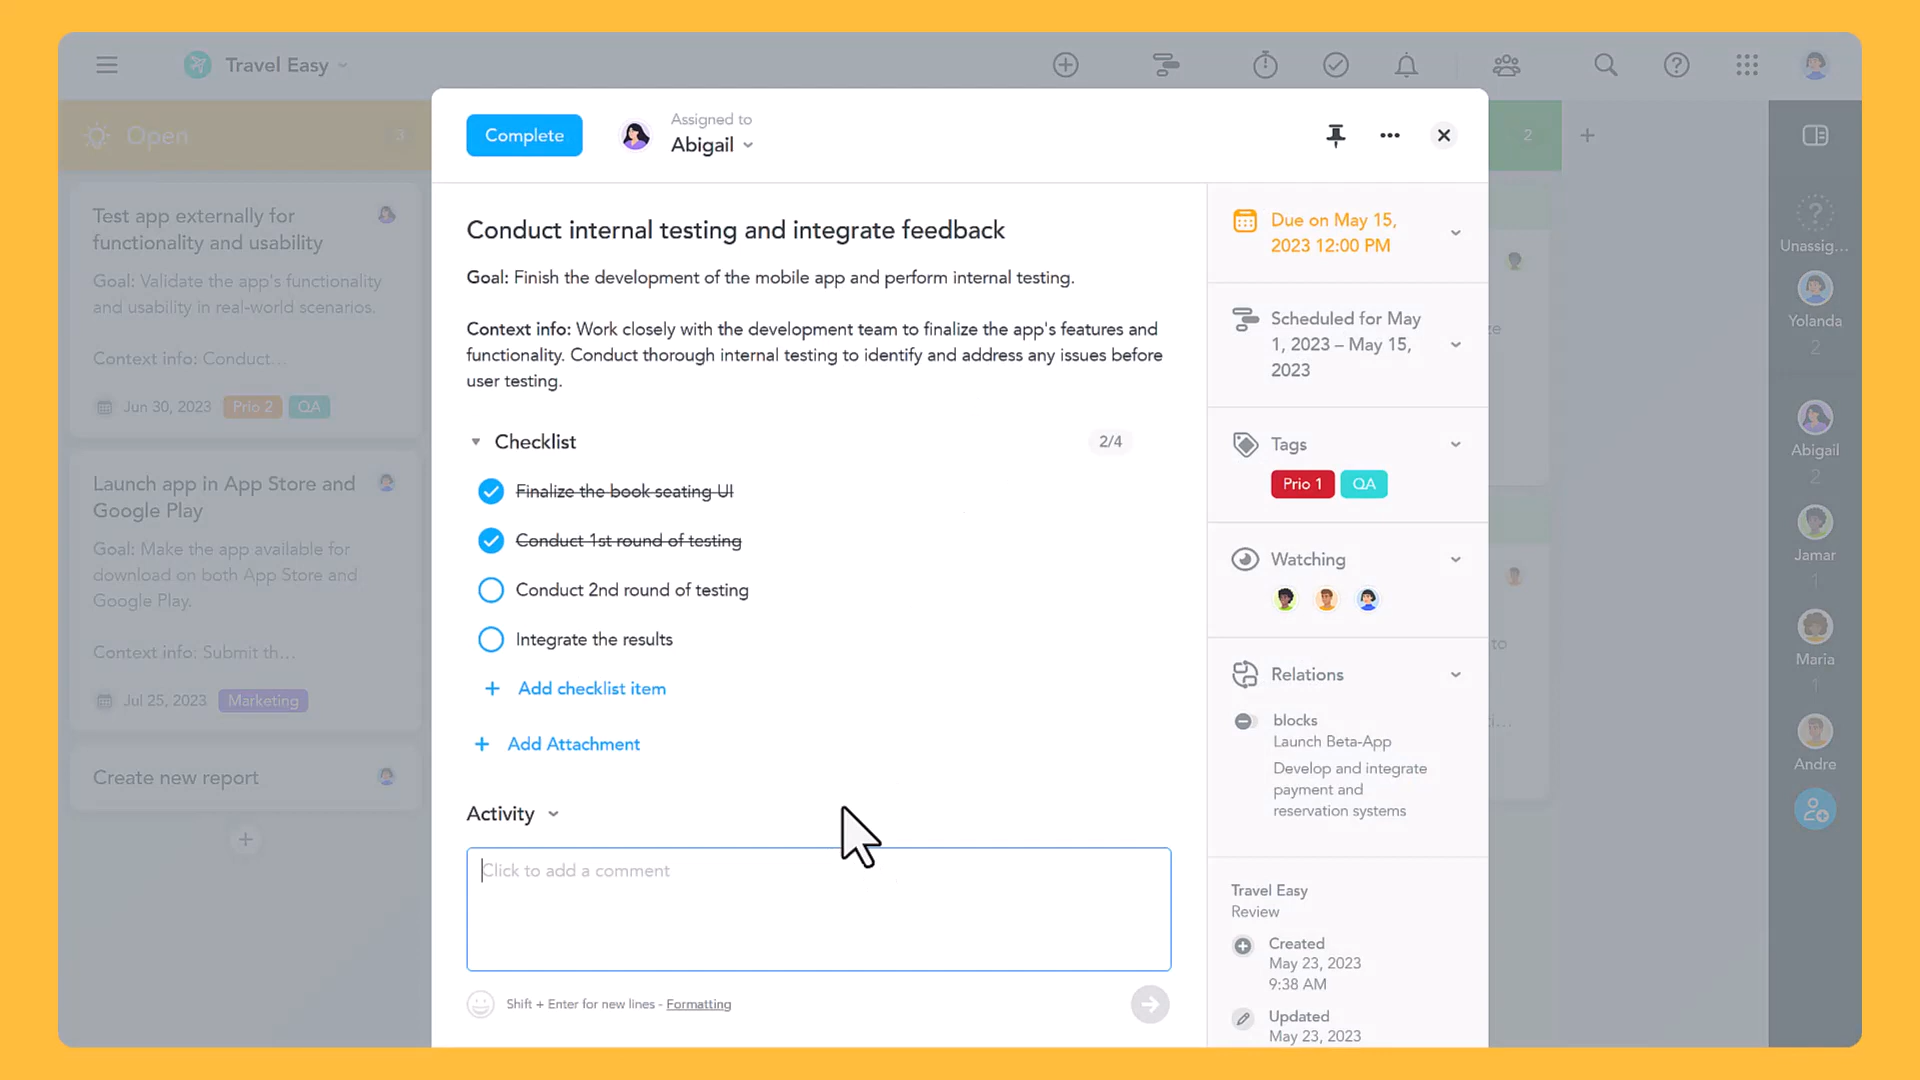 Travel Easy
Open
3
Test app externally for
functionality and usability
Goal: Validate the app's functionality
and usability in real-world scenarios.
Context info: Conduct...
Jun 30, 2023 Prio 2 QA
Launch app in App Store and
Google Play
Goal: Make the app available for
download on both App Store and
Google Play.
Context info: Submit th...
Jul 25, 2023 Marketing
Create new report
Complete
Assigned to
Abigail
Conduct internal testing and integrate feedback
Goal: Finish the development of the mobile app and perform internal testing.
Context info: Work closely with the development team to finalize the app's features and
functionality. Conduct thorough internal testing to identify and address any issues before
user testing.
Checklist 2/4
Finalize the book seating UI
Conduct 1st round of testing
Conduct 2nd round of testing
Integrate the results
+ Add checklist item
+ Add Attachment
Activity
Click to add a comment
Shift + Enter for new lines - Formatting
Due on May 15,
2023 12:00 PM
Scheduled for May
1, 2023 – May 15,
2023
Tags
Prio 1 QA
Watching
Relations
blocks
Launch Beta-App
Develop and integrate
payment and
reservation systems
Travel Easy
Review
Created
May 23, 2023
9:38 AM
Updated
May 23, 2023
2
to
Unassig...
Yolanda
2
Abigail
2
Jamar
1
Maria
1
Andre